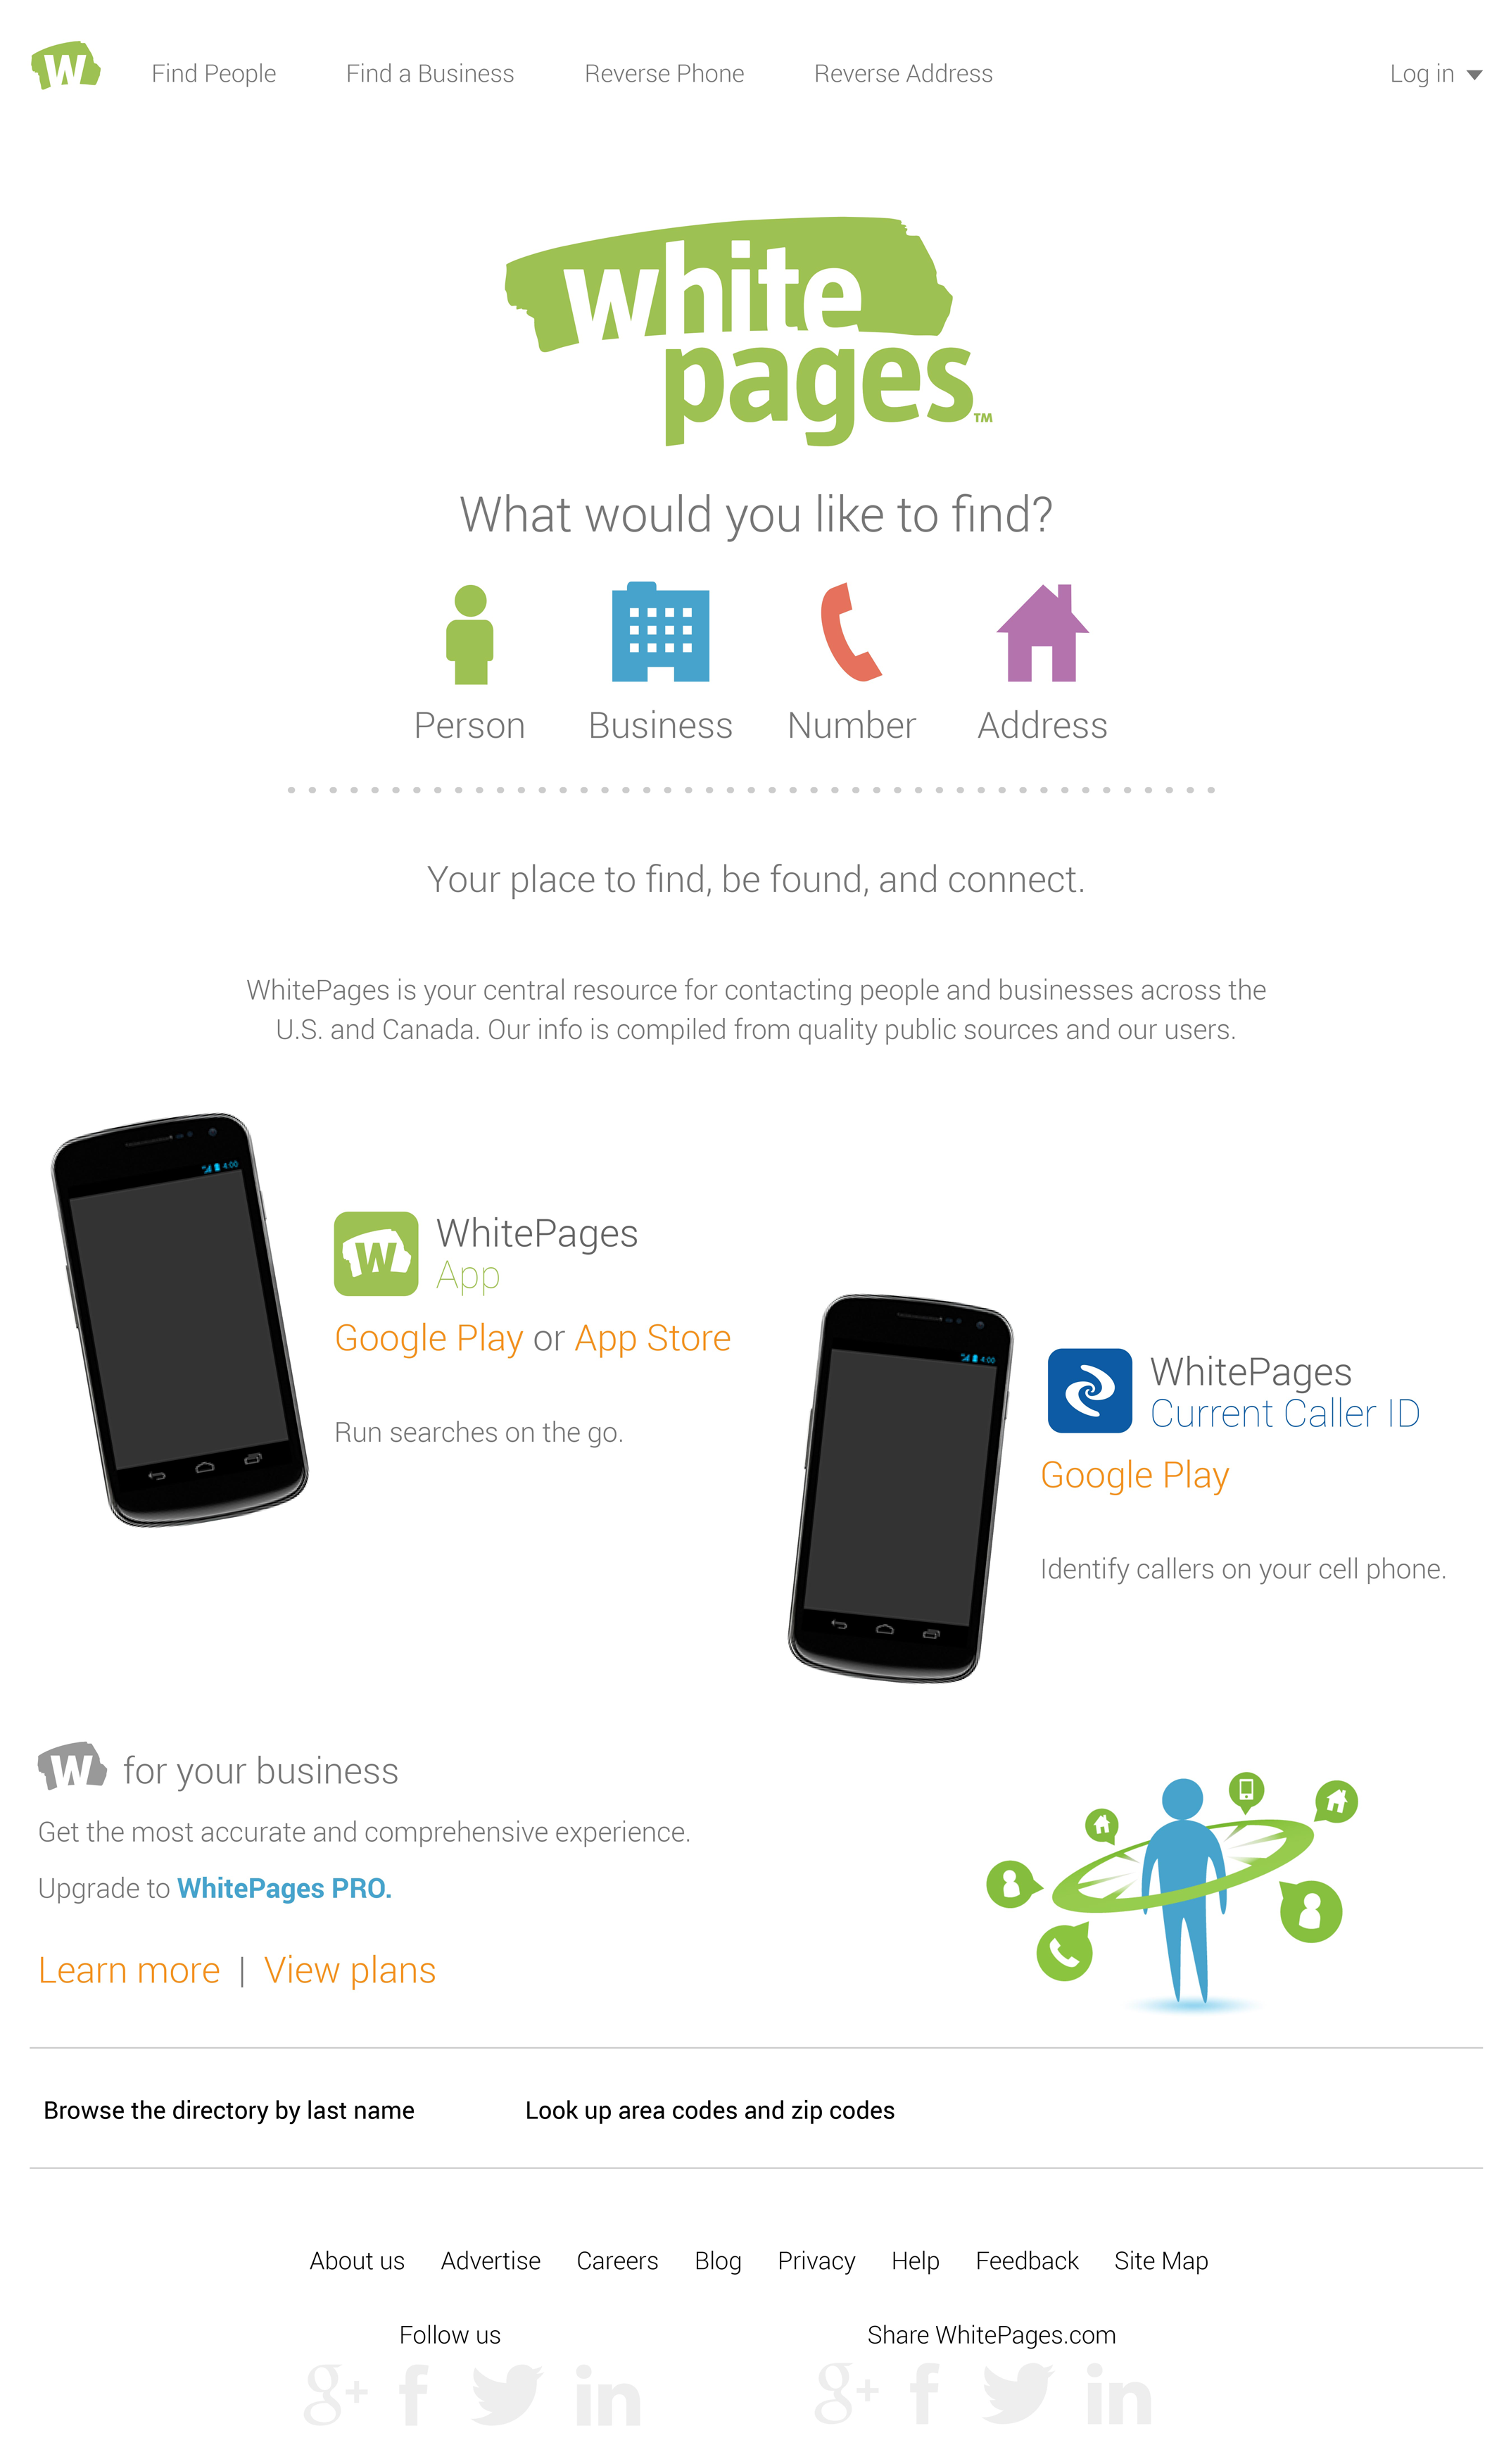 W
Find People
Find a Business
Reverse Phone
Reverse Address
Log in
white
pages™
What would you like to find?
Person
Business
Number
Address
Your place to find, be found, and connect.
WhitePages is your central resource for contacting people and businesses across the
U.S. and Canada. Our info is compiled from quality public sources and our users.
4:00
W
WhitePages
App
Google Play or App Store
Run searches on the go.
4:00
WhitePages
Current Caller ID
Google Play
Identify callers on your cell phone.
W for your business
Get the most accurate and comprehensive experience.
Upgrade to WhitePages PRO.
Learn more | View plans
Browse the directory by last name
Look up area codes and zip codes
About us
Advertise
Careers
Blog
Privacy
Help
Feedback
Site Map
Follow us
Share WhitePages.com
g+ f in
g+ f in